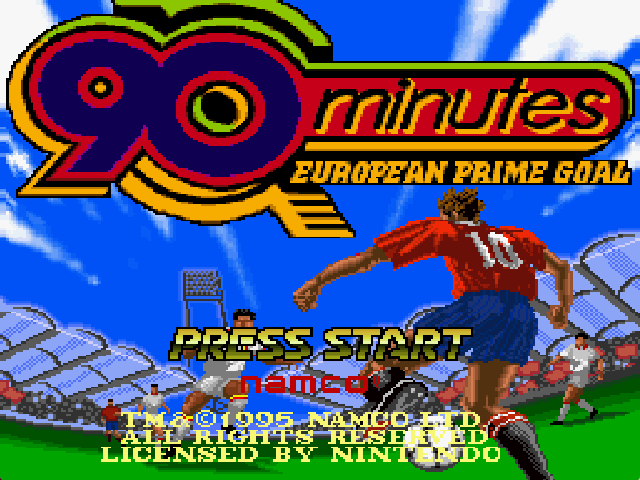 90 minutes
EUROPEAN PRIME GOAL
10
PRESS START
namco
TM&©1995 NAMCO LTD
ALL RIGHTS RESERVED
LICENSED BY NINTENDO